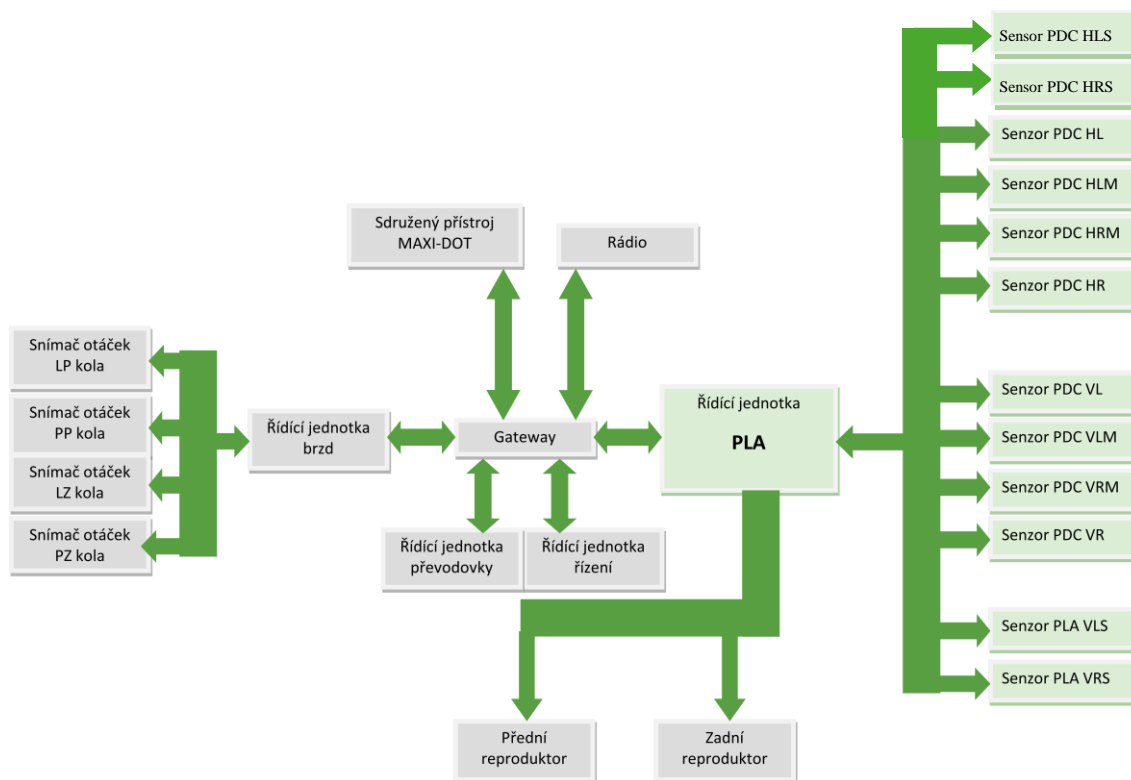 Sensor PDC HLS
Sensor PDC HRS
Senzor PDC HL
Senzor PDC HLM
Senzor PDC HRM
Senzor PDC HR
Sdružený přístroj
MAXI-DOT
Rádio
Snímač otáček
LP kola
Snímač otáček
PP kola
Snímač otáček
LZ kola
Snímač otáček
PZ kola
Řídící jednotka
brzd
Gateway
Řídící jednotka
PLA
Senzor PDC VL
Senzor PDC VLM
Senzor PDC VRM
Senzor PDC VR
Řídící jednotka
převodovky
Řídící jednotka
řízení
Senzor PLA VLS
Senzor PLA VRS
Přední
reproduktor
Zadní
reproduktor